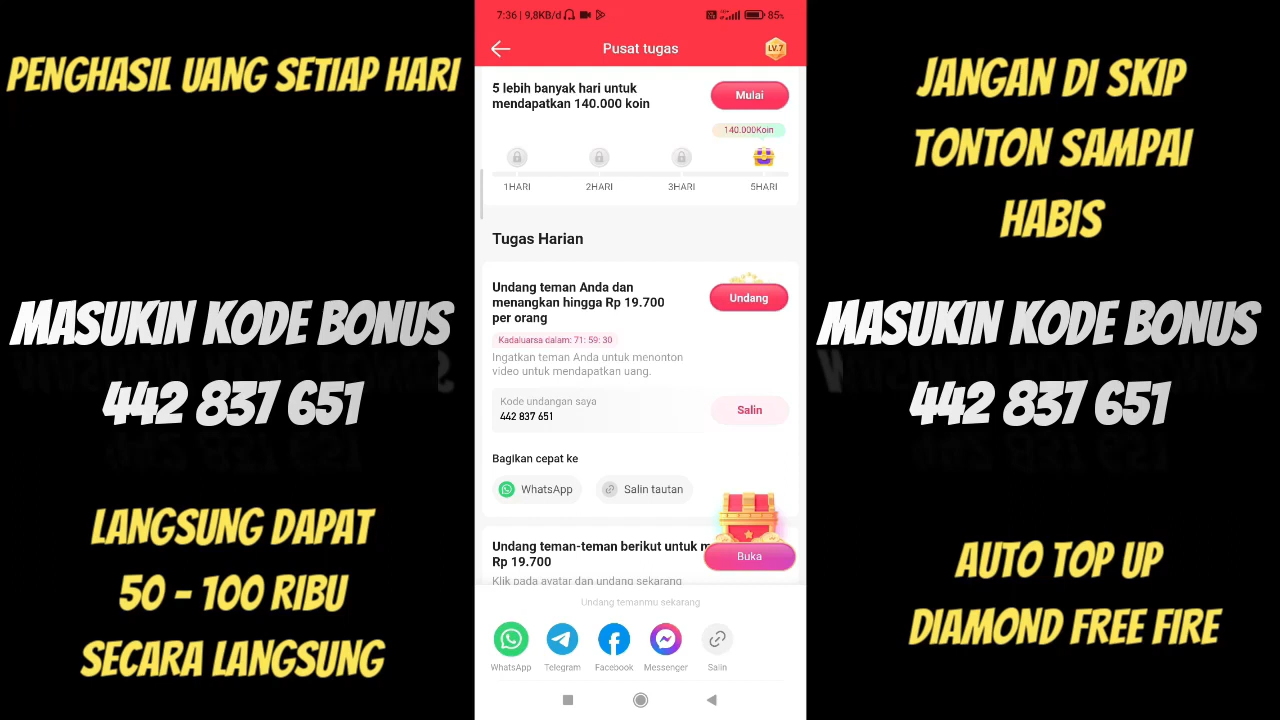 PENGHASIL UANG SETIAP HARI
MASUKIN KODE BONUS
442 837 651
LANGSUNG DAPAT
50 - 100 RIBU
SECARA LANGSUNG
7:36 | 9,8KB/d
85%
Pusat tugas
LV.7
5 lebih banyak hari untuk
mendapatkan 140.000 koin
Mulai
140.000Koin
1HARI 2HARI 3HARI 5HARI
Tugas Harian
Undang teman Anda dan
menangkan hingga Rp 19.700
per orang
Undang
Kadaluarsa dalam: 71: 59: 30
Ingatkan teman Anda untuk menonton
video untuk mendapatkan uang.
Kode undangan saya
442 837 651
Salin
Bagikan cepat ke
WhatsApp Salin tautan
Undang teman-teman berikut untuk m
Rp 19.700
Buka
Klik pada avatar dan undang sekarang
Undang temanmu sekarang
WhatsApp Telegram Facebook Messenger Salin
JANGAN DI SKIP
TONTON SAMPAI
HABIS
MASUKIN KODE BONUS
442 837 651
AUTO TOP UP
DIAMOND FREE FIRE